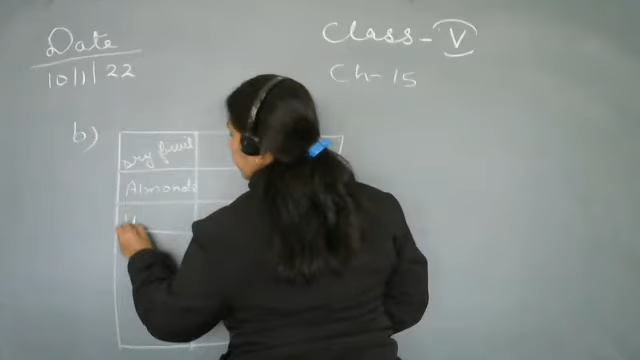 Date
10/1/22
Class - V
Ch-15
b)
Dry fruit
Almonds